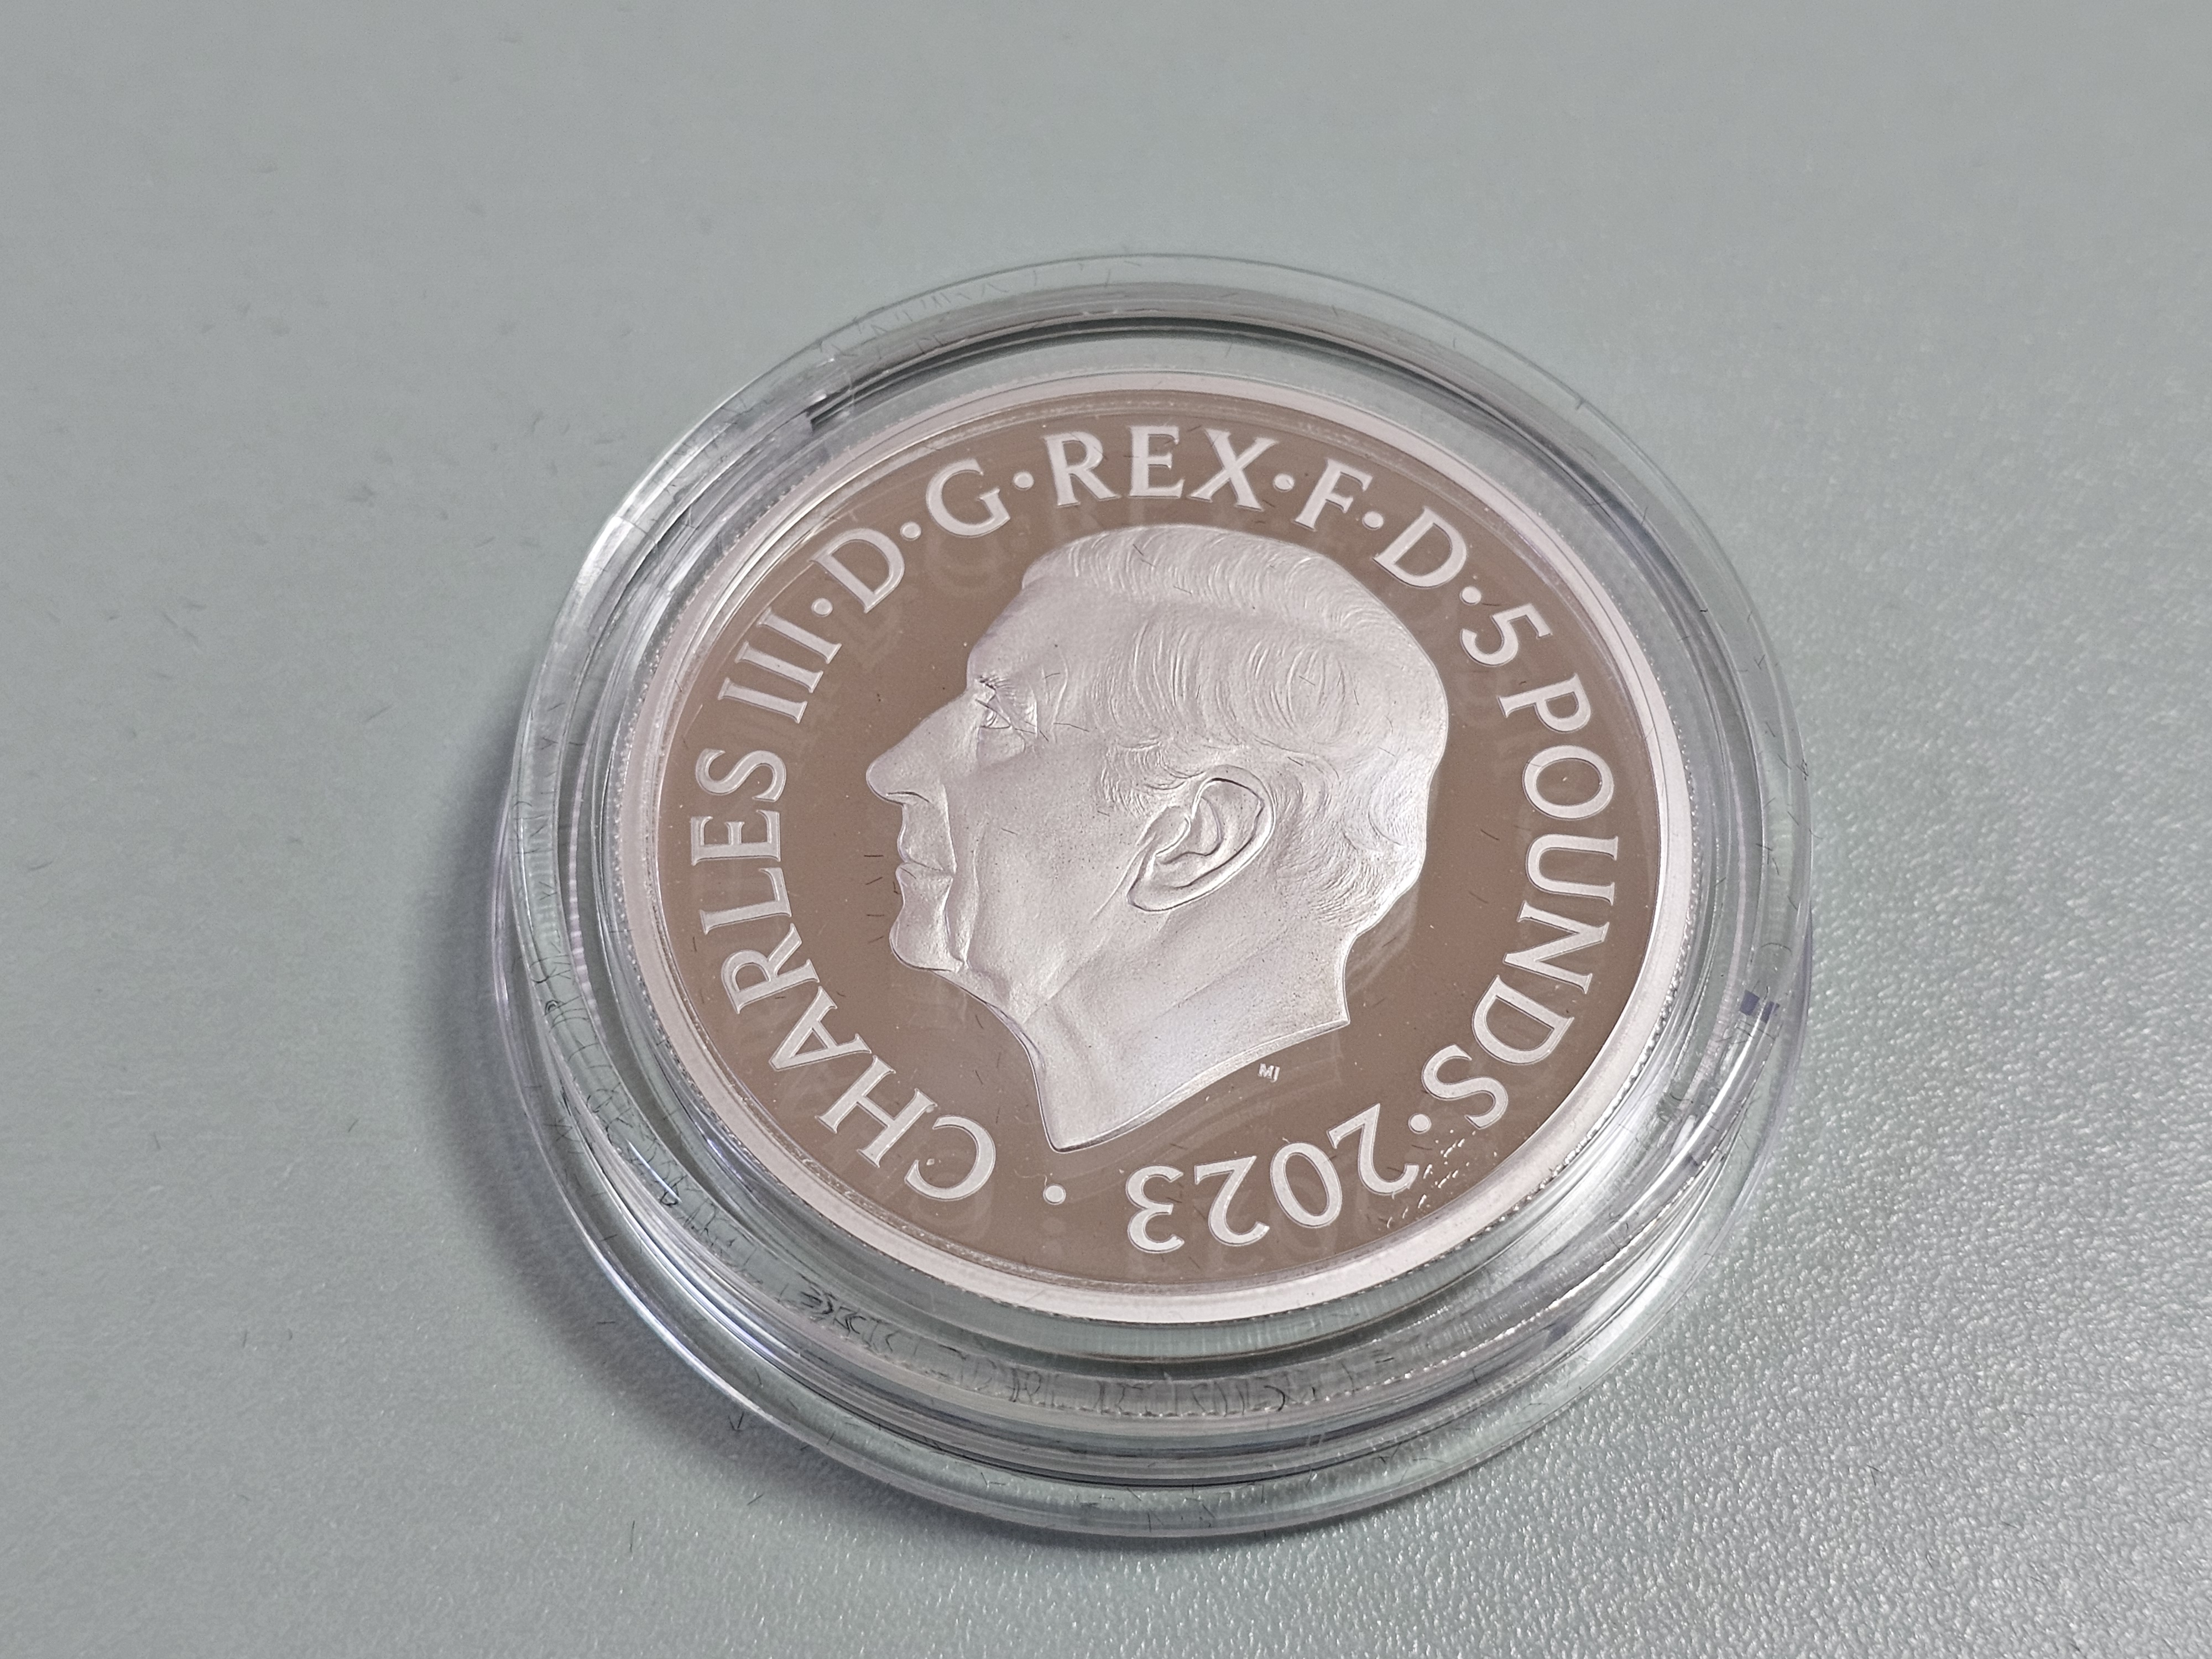 · CHARLES III · D · G · REX · F · D · 5 POUNDS · 2023
MJ